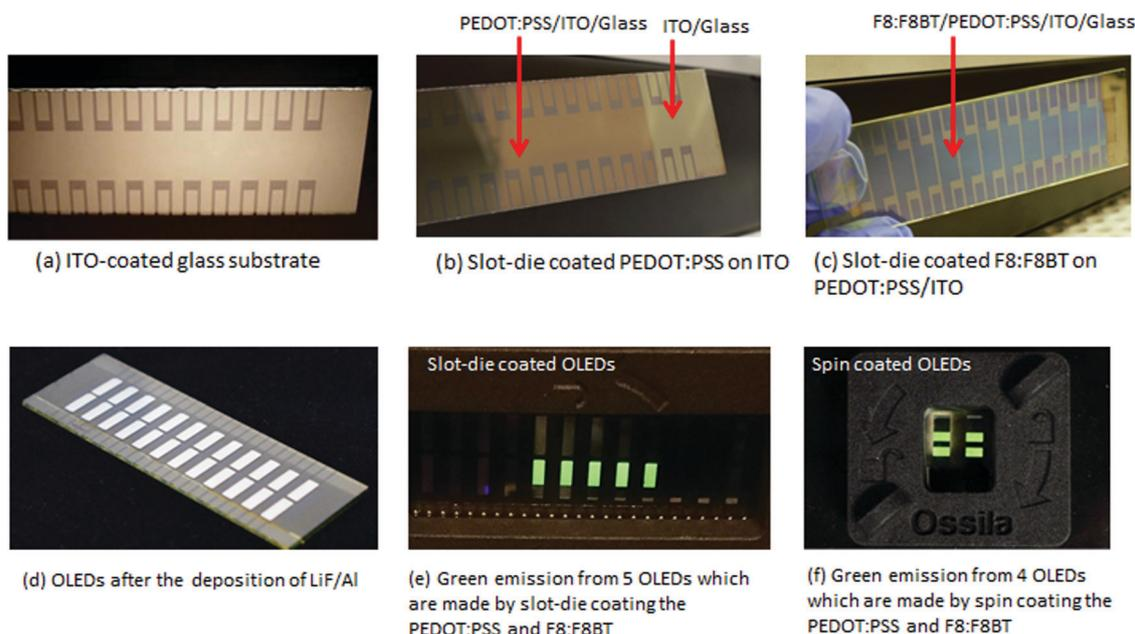 PEDOT:PSS/ITO/Glass
ITO/Glass
F8:F8BT/PEDOT:PSS/ITO/Glass
(a) ITO-coated glass substrate
(b) Slot-die coated PEDOT:PSS on ITO
(c) Slot-die coated F8:F8BT on
PEDOT:PSS/ITO
Slot-die coated OLEDs
Spin coated OLEDs
Ossila
(d) OLEDs after the deposition of LiF/Al
(e) Green emission from 5 OLEDs which
are made by slot-die coating the
PEDOT:PSS and F8:F8BT
(f) Green emission from 4 OLEDs
which are made by spin coating the
PEDOT:PSS and F8:F8BT